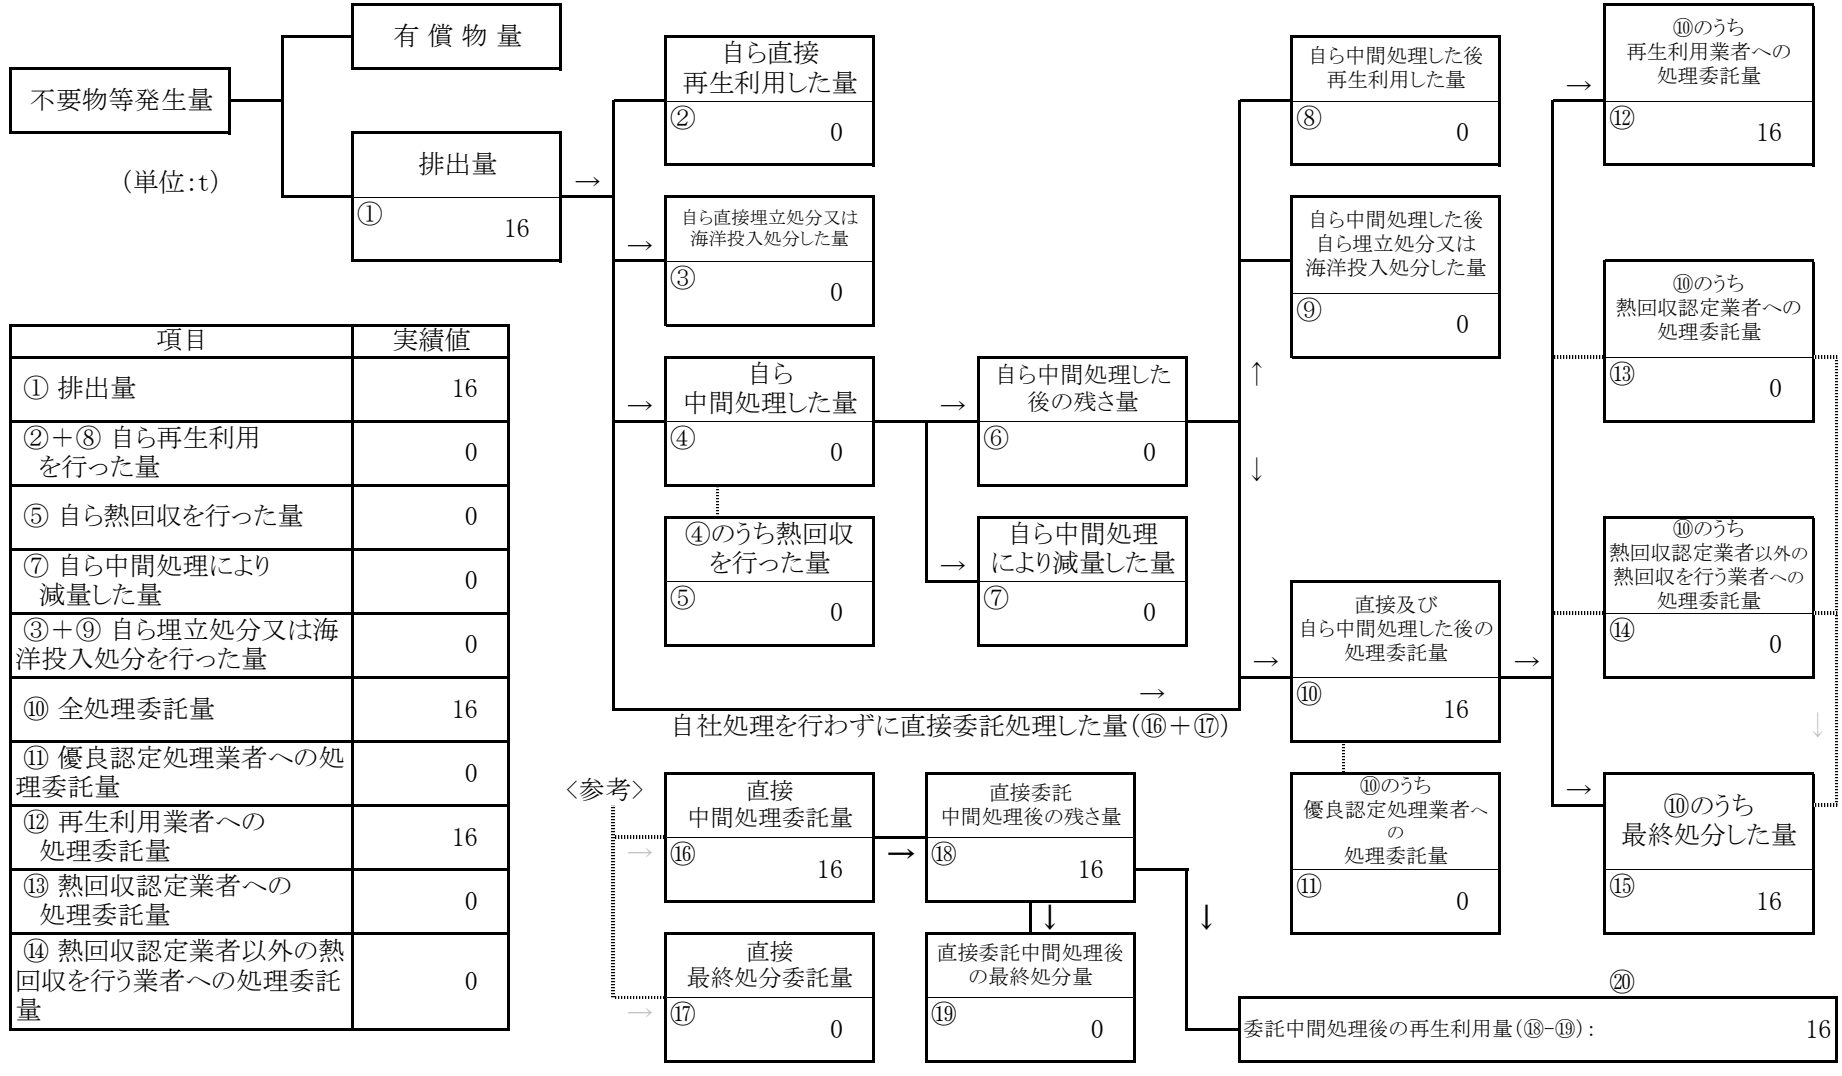 不要物等発生量
有 償 物 量
(単位:t)
排出量
①
16
→
自ら直接
再生利用した量
②
0
→
自ら直接埋立処分又は
海洋投入処分した量
③
0
→
自ら
中間処理した量
④
0
④のうち熱回収
を行った量
⑤
0
→
自ら中間処理した
後の残さ量
⑥
0
→
自ら中間処理
により減量した量
⑦
0
↑
↓
自ら中間処理した後
再生利用した量
⑧
0
自ら中間処理した後
自ら埋立処分又は
海洋投入処分した量
⑨
0
→
自社処理を行わずに直接委託処理した量(⑯+⑰)
→
直接及び
自ら中間処理した後の
処理委託量
⑩
16
⑩のうち
優良認定処理業者へ
の
処理委託量
⑪
0
→
→
⑩のうち
再生利用業者への
処理委託量
⑫
16
⑩のうち
熱回収認定業者への
処理委託量
⑬
0
⑩のうち
熱回収認定業者以外の
熱回収を行う業者への
処理委託量
⑭
0
↓
→
⑩のうち
最終処分した量
⑮
16
項目 実績値
① 排出量 16
②+⑧ 自ら再生利用
を行った量 0
⑤ 自ら熱回収を行った量 0
⑦ 自ら中間処理により
減量した量 0
③+⑨ 自ら埋立処分又は海
洋投入処分を行った量 0
⑩ 全処理委託量 16
⑪ 優良認定処理業者への処
理委託量 0
⑫ 再生利用業者への
処理委託量 16
⑬ 熱回収認定業者への
処理委託量 0
⑭ 熱回収認定業者以外の熱
回収を行う業者への処理委託
量 0
<参考>
→
直接
中間処理委託量
⑯
16
→
直接委託
中間処理後の残さ量
⑱
16
↓
↓
→
直接
最終処分委託量
⑰
0
直接委託中間処理後
の最終処分量
⑲
0
⑳
委託中間処理後の再生利用量(⑱-⑲): 16